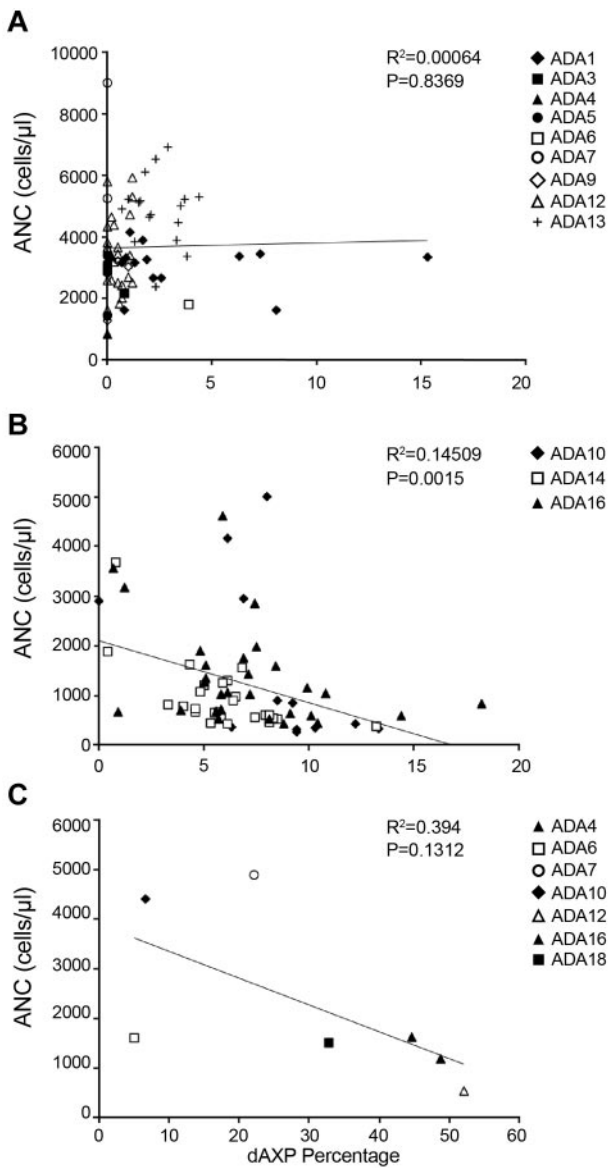 A
R²=0.00064
P=0.8369
ANC (cells/µl)
10000
8000
6000
4000
2000
0
0 5 10 15 20
ADA1
ADA3
ADA4
ADA5
ADA6
ADA7
ADA9
ADA12
ADA13
B
R²=0.14509
P=0.0015
ANC (cells/µl)
6000
5000
4000
3000
2000
1000
0
0 5 10 15 20
ADA10
ADA14
ADA16
C
R²=0.394
P=0.1312
ANC (cells/µl)
6000
5000
4000
3000
2000
1000
0
0 10 20 30 40 50 60
dAXP Percentage
ADA4
ADA6
ADA7
ADA10
ADA12
ADA16
ADA18